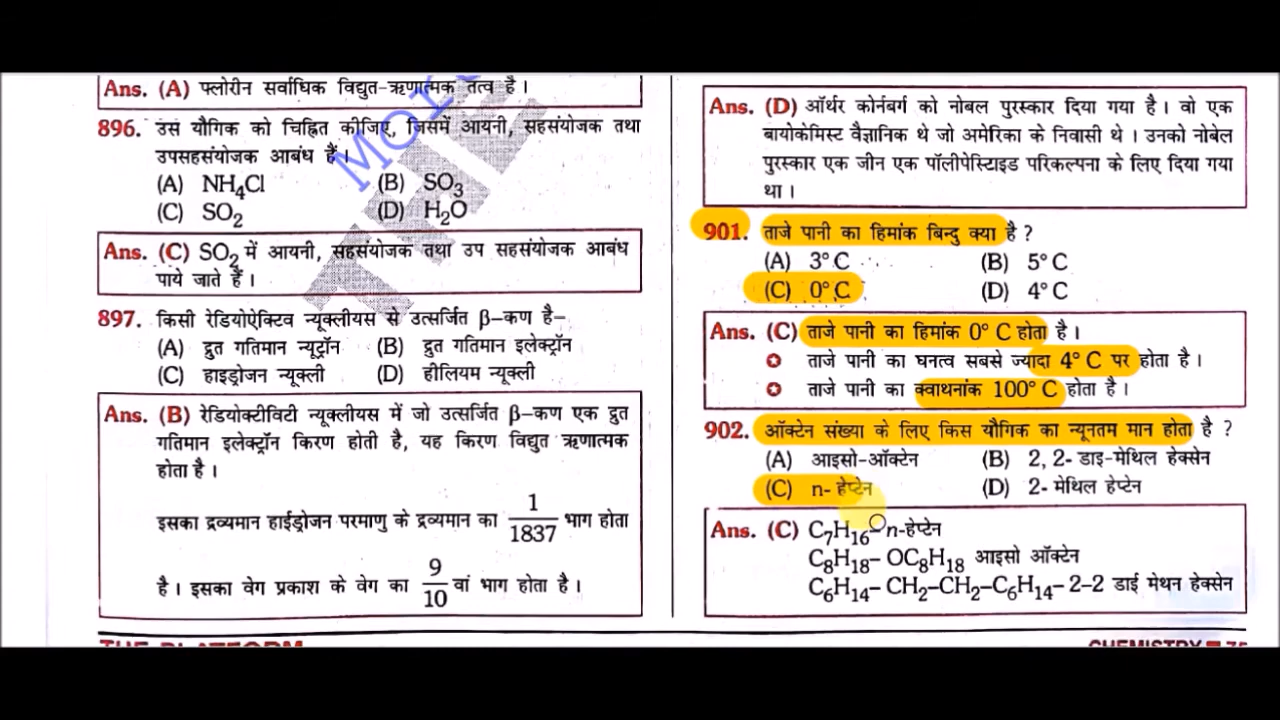 Ans. (A) फ्लोरीन सर्वाधिक विद्युत-ऋणात्मक तत्व है।
896. उस यौगिक को चिह्नित कीजिए, जिसमें आयनी, सहसंयोजक तथा
उपसहसंयोजक आबंध हैं।
(A) NH₄Cl (B) SO₃
(C) SO₂ (D) H₂O
Ans. (C) SO₂ में आयनी, सहसंयोजक तथा उप सहसंयोजक आबंध
पाये जाते हैं।
897. किसी रेडियोऐक्टिव न्यूक्लीयस से उत्सर्जित β–कण है–
(A) द्रुत गतिमान न्यूट्रॉन (B) द्रुत गतिमान इलेक्ट्रॉन
(C) हाइड्रोजन न्यूक्ली (D) हीलियम न्यूक्ली
Ans. (B) रेडियोक्टीविटी न्यूक्लीयस में जो उत्सर्जित β–कण एक द्रुत
गतिमान इलेक्ट्रॉन किरण होती है, यह किरण विद्युत ऋणात्मक
होता है।
इसका द्रव्यमान हाईड्रोजन परमाणु के द्रव्यमान का 1/1837 भाग होता
है। इसका वेग प्रकाश के वेग का 9/10 वां भाग होता है।
Ans. (D) ऑर्थर कोर्नबर्ग को नोबल पुरस्कार दिया गया है। वो एक
बायोकेमिस्ट वैज्ञानिक थे जो अमेरिका के निवासी थे। उनको नोबेल
पुरस्कार एक जीन एक पॉलीपेस्टाइड परिकल्पना के लिए दिया गया
था।
901. ताजे पानी का हिमांक बिन्दु क्या है ?
(A) 3° C (B) 5° C
(C) 0° C (D) 4° C
Ans. (C) ताजे पानी का हिमांक 0° C होता है।
ताजे पानी का घनत्व सबसे ज्यादा 4° C पर होता है।
ताजे पानी का क्वाथनांक 100° C होता है।
902. ऑक्टेन संख्या के लिए किस यौगिक का न्यूनतम मान होता है ?
(A) आइसो-ऑक्टेन (B) 2, 2- डाइ-मेथिल हेक्सेन
(C) n- हेप्टेन (D) 2- मेथिल हेप्टेन
Ans. (C) C₇H₁₆– n-हेप्टेन
C₈H₁₈– OC₈H₁₈ आइसो ऑक्टेन
C₆H₁₄– CH₂–CH₂–C₆H₁₄– 2–2 डाई मेथन हेक्सेन
THE PLATFORM
CHEMISTRY 75